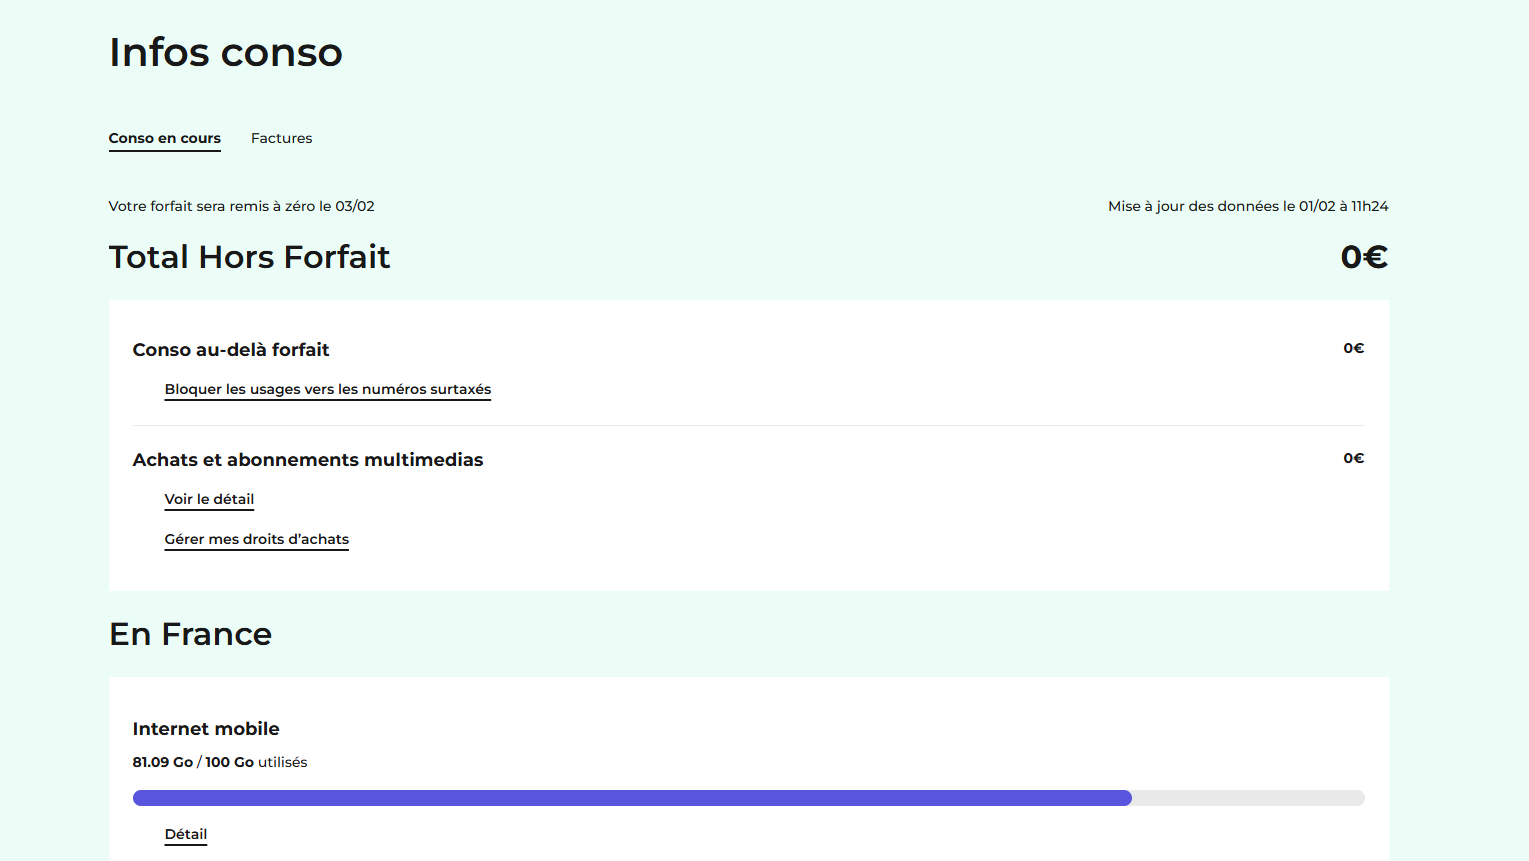 Infos conso
Conso en cours Factures
Votre forfait sera remis à zéro le 03/02 Mise à jour des données le 01/02 à 11h24
Total Hors Forfait 0€
Conso au-delà forfait 0€
Bloquer les usages vers les numéros surtaxés
Achats et abonnements multimedias 0€
Voir le détail
Gérer mes droits d’achats
En France
Internet mobile
81.09 Go / 100 Go utilisés
Détail